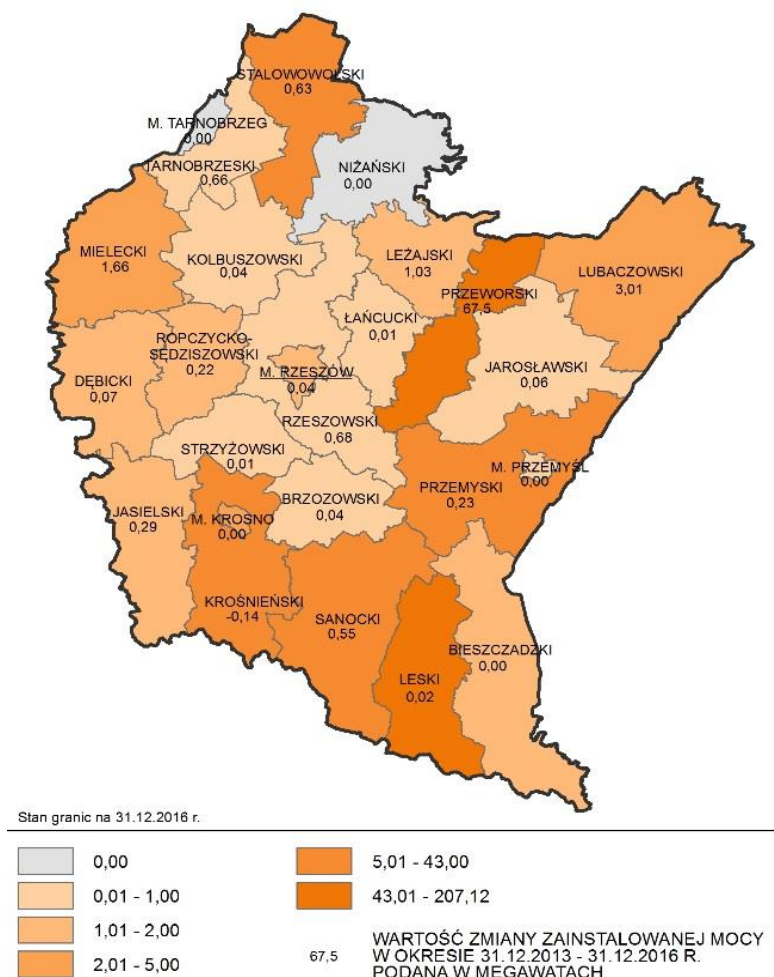 STALOWOWOLSKI
0,63
M. TARNOBRZEG
0,00
TARNOBRZESKI
0,66
NIŻAŃSKI
0,00
MIELECKI
1,66
KOLBUSZOWSKI
0,04
LEŻAJSKI
1,03
LUBACZOWSKI
3,01
PRZEWORSKI
67,5
ŁAŃCUCKI
0,01
ROPCZYCKO-
SĘDZISZOWSKI
0,22
DĘBICKI
0,07
M. RZESZÓW
0,04
JAROSŁAWSKI
0,06
RZESZOWSKI
0,68
STRZYŻOWSKI
0,01
M. PRZEMYŚL
0,00
PRZEMYSKI
0,23
BRZOZOWSKI
0,04
JASIELSKI
0,29
M. KROSNO
0,00
KROŚNIEŃSKI
-0,14
SANOCKI
0,55
BIESZCZADZKI
0,00
LESKI
0,02
Stan granic na 31.12.2016 r.
0,00
0,01 - 1,00
1,01 - 2,00
2,01 - 5,00
5,01 - 43,00
43,01 - 207,12
67,5
WARTOŚĆ ZMIANY ZAINSTALOWANEJ MOCY
W OKRESIE 31.12.2013 - 31.12.2016 R.
PODANA W MEGAWATACH